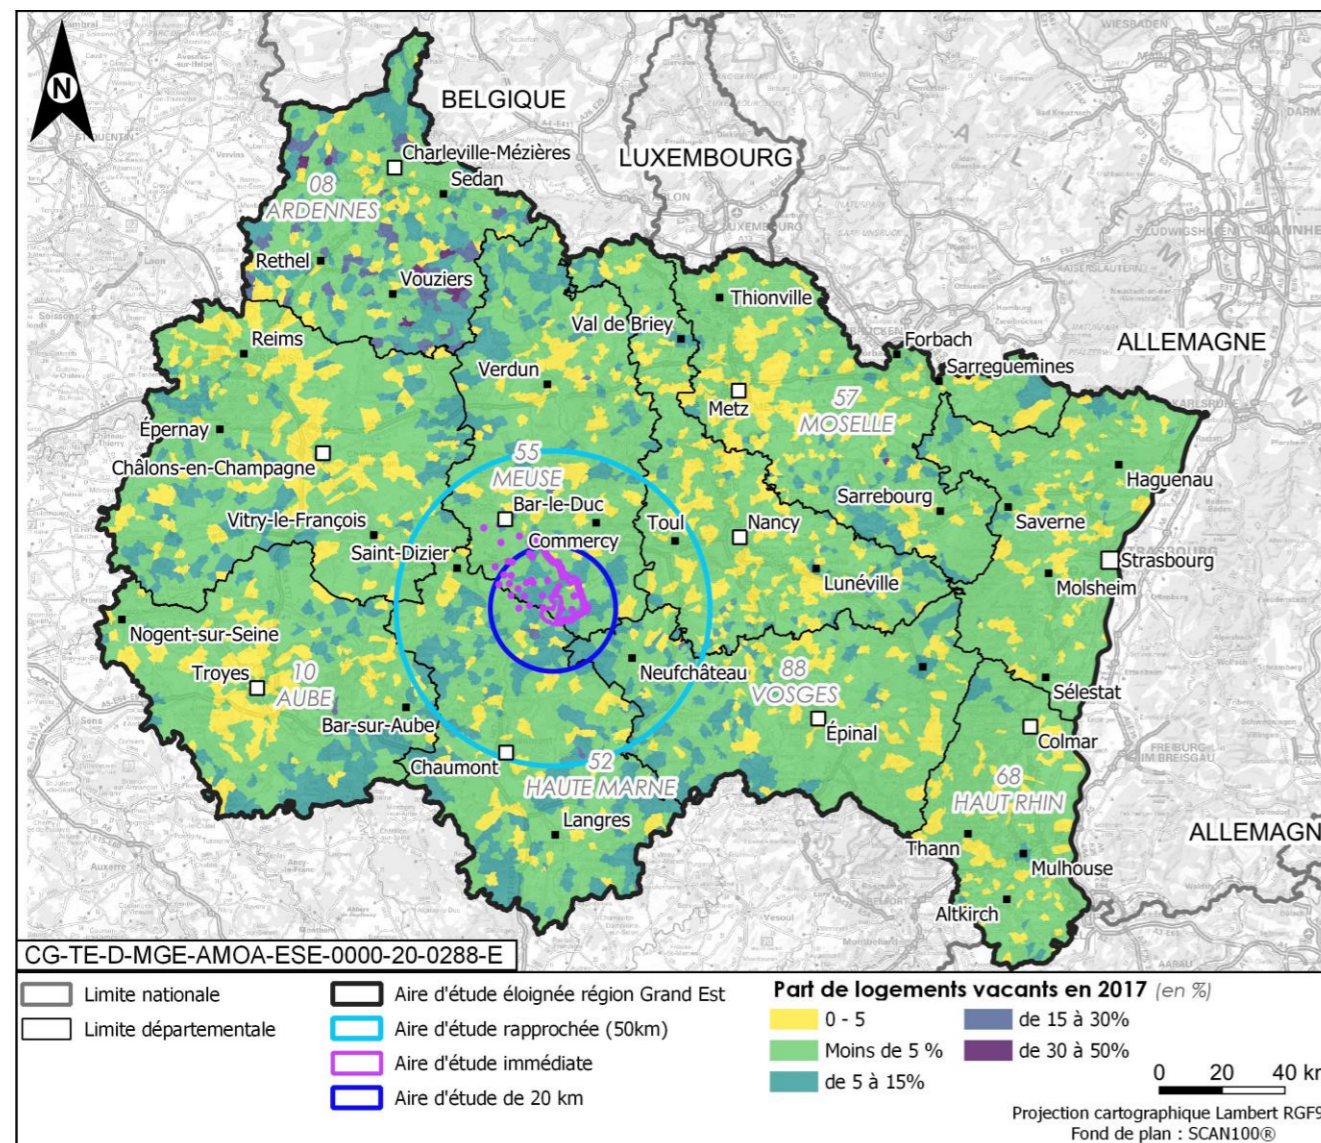 N
BELGIQUE
LUXEMBOURG
WIESBADEN
Charleville-Mézières
Sedan
08
ARDENNES
LUXEMBOURG
Rethel
Vouziers
Thionville
Reims
Val de Briey
Forbach
ALLEMAGNE
Verdun
Sarreguemines
57
MOSELLE
Metz
Épernay
Châlons-en-Champagne
55
MEUSE
Haguenau
Bar-le-Duc
Sarrebourg
Saverne
Vitry-le-François
Commercy
Toul
Nancy
Saint-Dizier
Strasbourg
Lunéville
Molsheim
Nogent-sur-Seine
Troyes
10
AUBE
Neufchâteau
88
VOSGES
Sélestat
Bar-sur-Aube
Épinal
Colmar
Chaumont
52
HAUTE MARNE
68
HAUT RHIN
FREIBURG
IM BREISGAU
Langres
Thann
ALLEMAGN
Mulhouse
Altkirch
CG-TE-D-MGE-AMOA-ESE-0000-20-0288-E
Limite nationale
Limite départementale
Aire d'étude éloignée région Grand Est
Aire d'étude rapprochée (50km)
Aire d'étude immédiate
Aire d'étude de 20 km
Part de logements vacants en 2017 (en %)
0 - 5
Moins de 5 %
de 5 à 15%
de 15 à 30%
de 30 à 50%
0 20 40 km
Projection cartographique Lambert RGF9
Fond de plan : SCAN100®